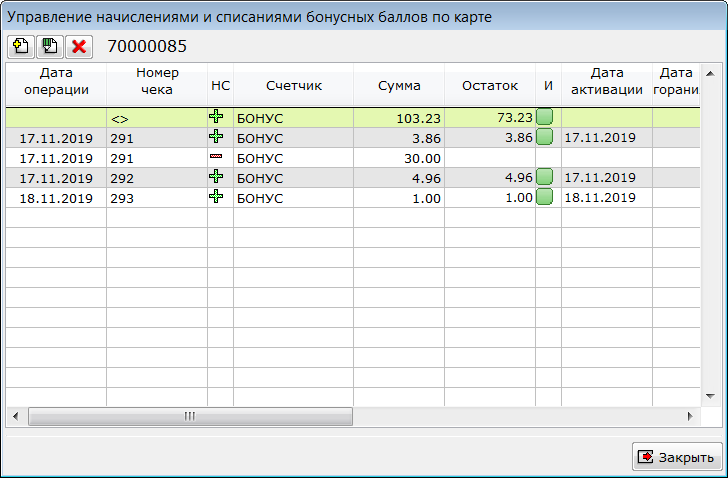 Управление начислениями и списаниями бонусных баллов по карте
70000085
Дата операции Номер чека НС Счетчик Сумма Остаток И Дата активации Дата горани
<> БОНУС 103.23 73.23
17.11.2019 291 БОНУС 3.86 3.86 17.11.2019
17.11.2019 291 БОНУС 30.00
17.11.2019 292 БОНУС 4.96 4.96 17.11.2019
18.11.2019 293 БОНУС 1.00 1.00 18.11.2019
Закрыть